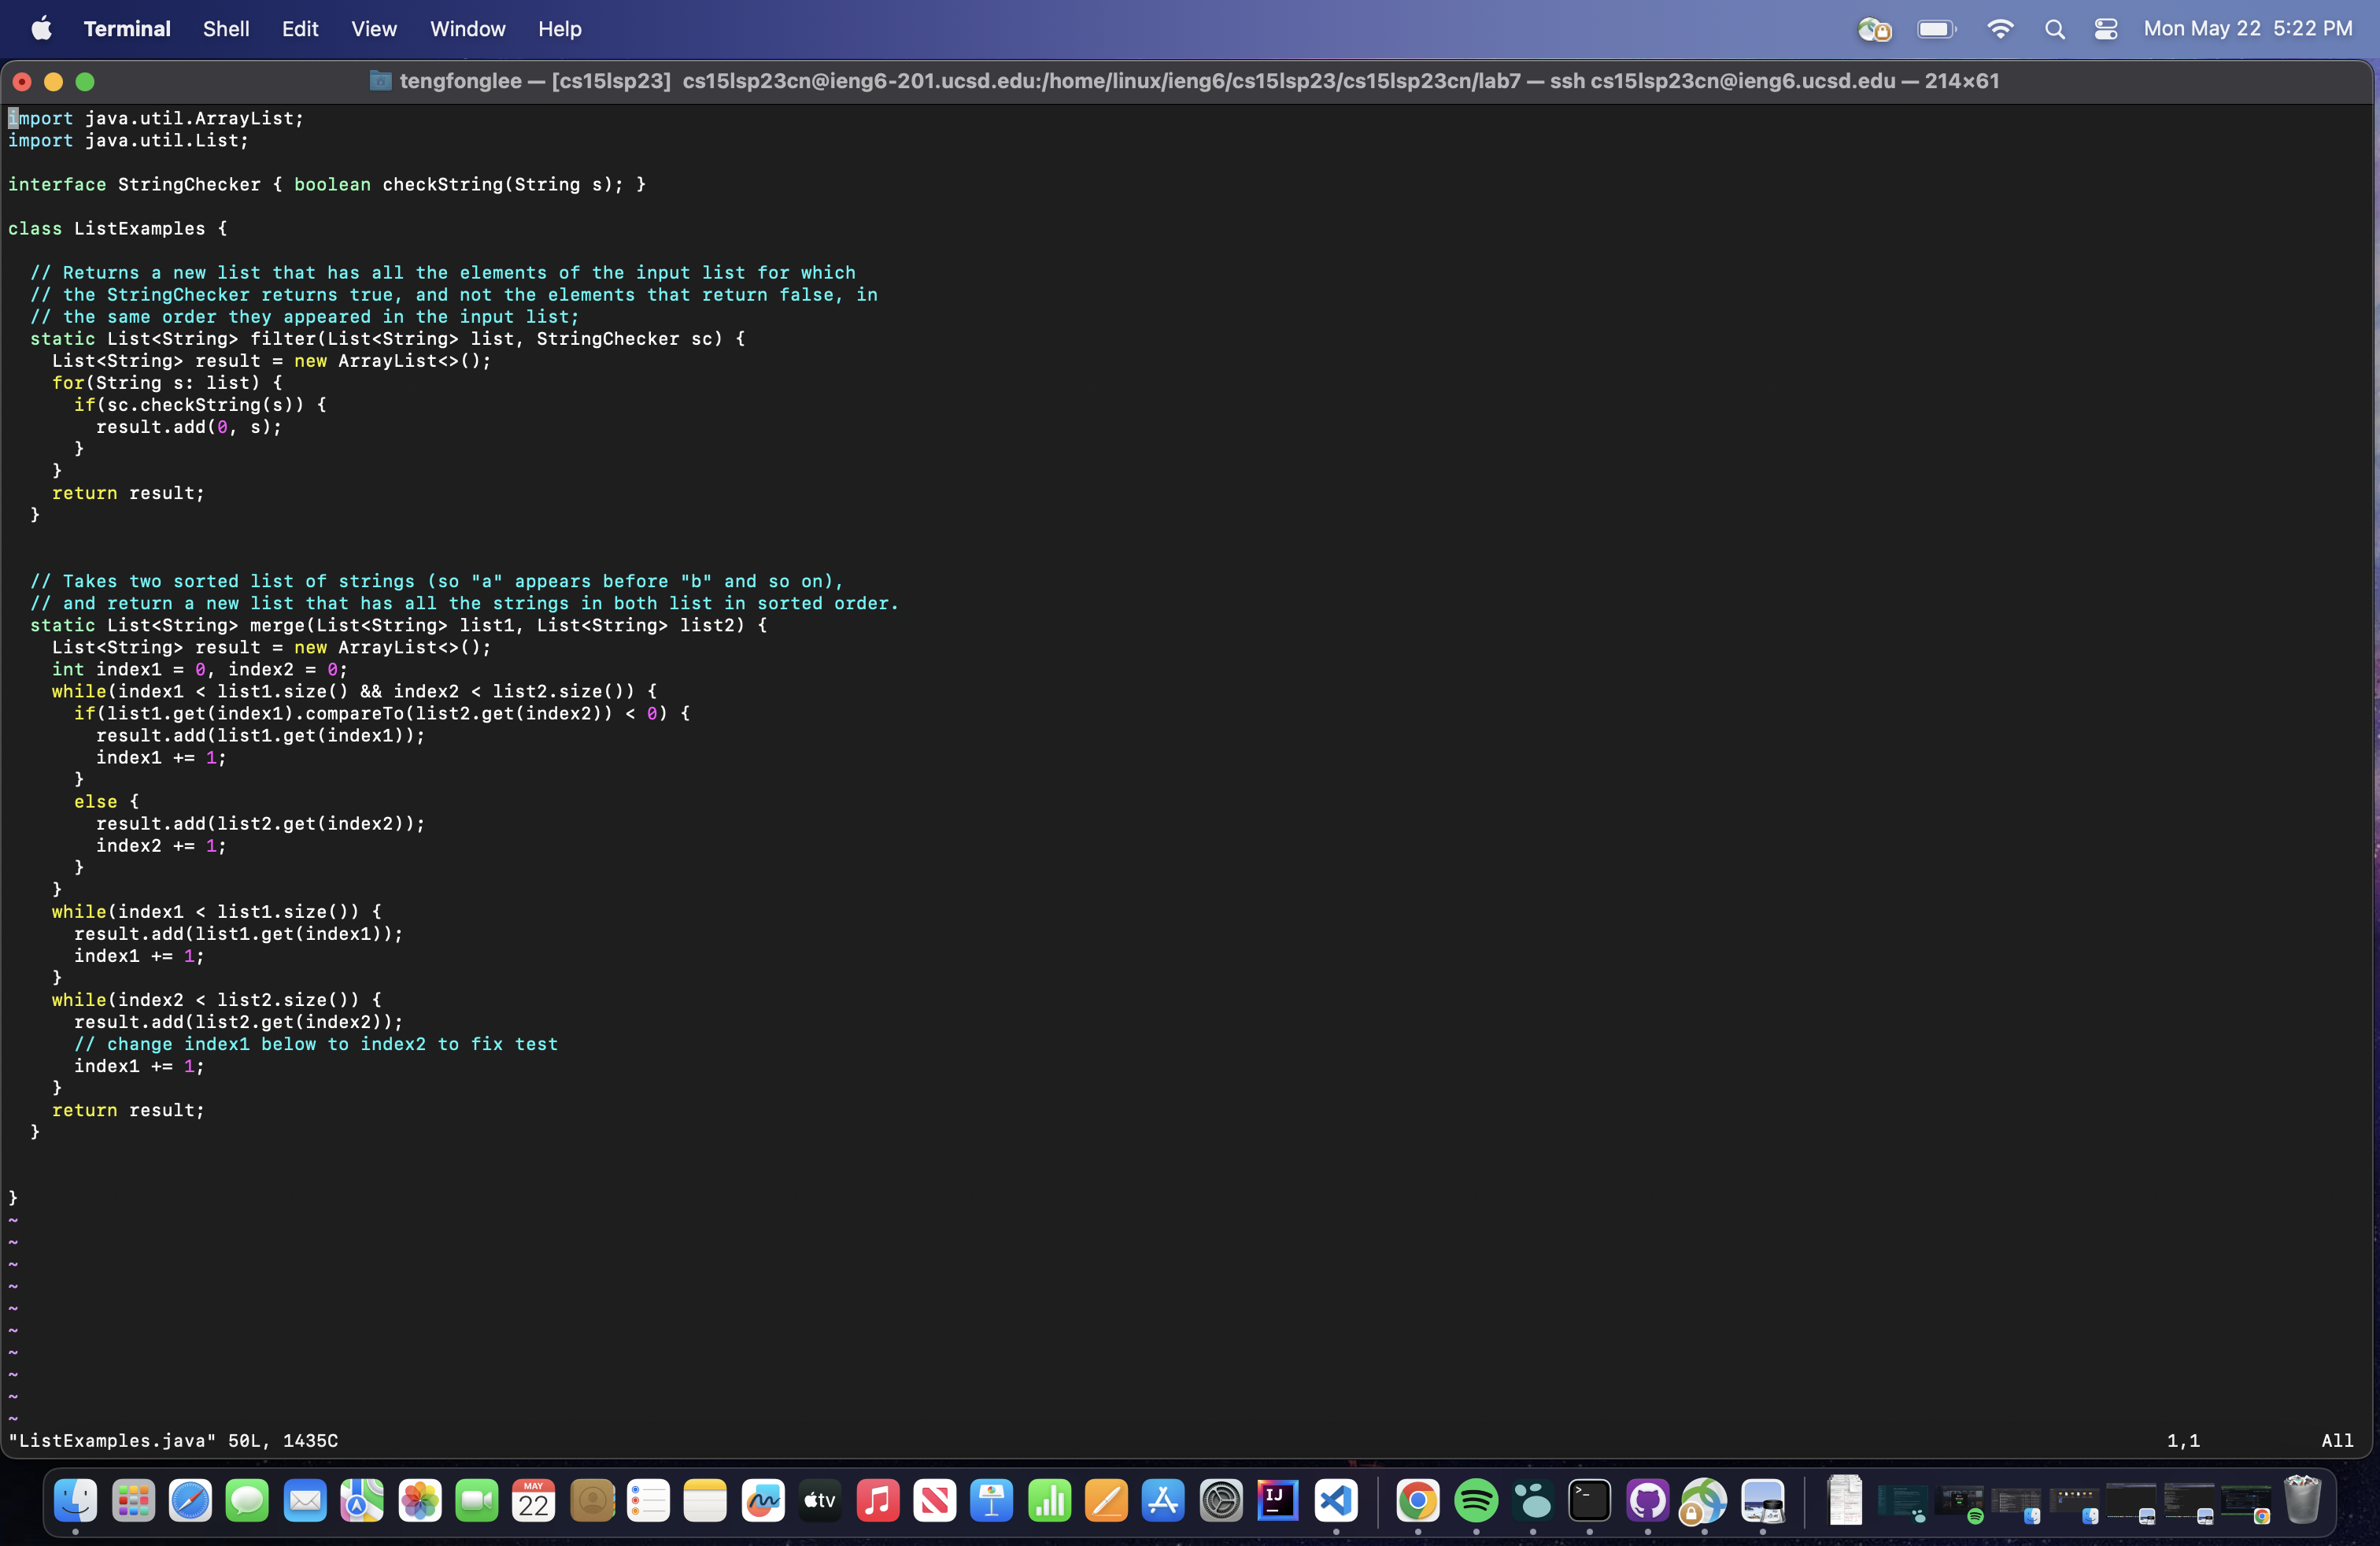 Terminal Shell Edit View Window Help Mon May 22 5:22 PM
tengfonglee — [cs15lsp23] cs15lsp23cn@ieng6-201.ucsd.edu:/home/linux/ieng6/cs15lsp23/cs15lsp23cn/lab7 — ssh cs15lsp23cn@ieng6.ucsd.edu — 214×61
import java.util.ArrayList;
import java.util.List;
interface StringChecker { boolean checkString(String s); }
class ListExamples {
  // Returns a new list that has all the elements of the input list for which
  // the StringChecker returns true, and not the elements that return false, in
  // the same order they appeared in the input list;
  static List<String> filter(List<String> list, StringChecker sc) {
    List<String> result = new ArrayList<>();
    for(String s: list) {
      if(sc.checkString(s)) {
        result.add(0, s);
      }
    }
    return result;
  }
  // Takes two sorted list of strings (so "a" appears before "b" and so on),
  // and return a new list that has all the strings in both list in sorted order.
  static List<String> merge(List<String> list1, List<String> list2) {
    List<String> result = new ArrayList<>();
    int index1 = 0, index2 = 0;
    while(index1 < list1.size() && index2 < list2.size()) {
      if(list1.get(index1).compareTo(list2.get(index2)) < 0) {
        result.add(list1.get(index1));
        index1 += 1;
      }
      else {
        result.add(list2.get(index2));
        index2 += 1;
      }
    }
    while(index1 < list1.size()) {
      result.add(list1.get(index1));
      index1 += 1;
    }
    while(index2 < list2.size()) {
      result.add(list2.get(index2));
      // change index1 below to index2 to fix test
      index1 += 1;
    }
    return result;
  }
}
~
~
~
~
~
~
~
~
~
~
"ListExamples.java" 50L, 1435C 1,1 All
MAY
22
tv
IJ
>_